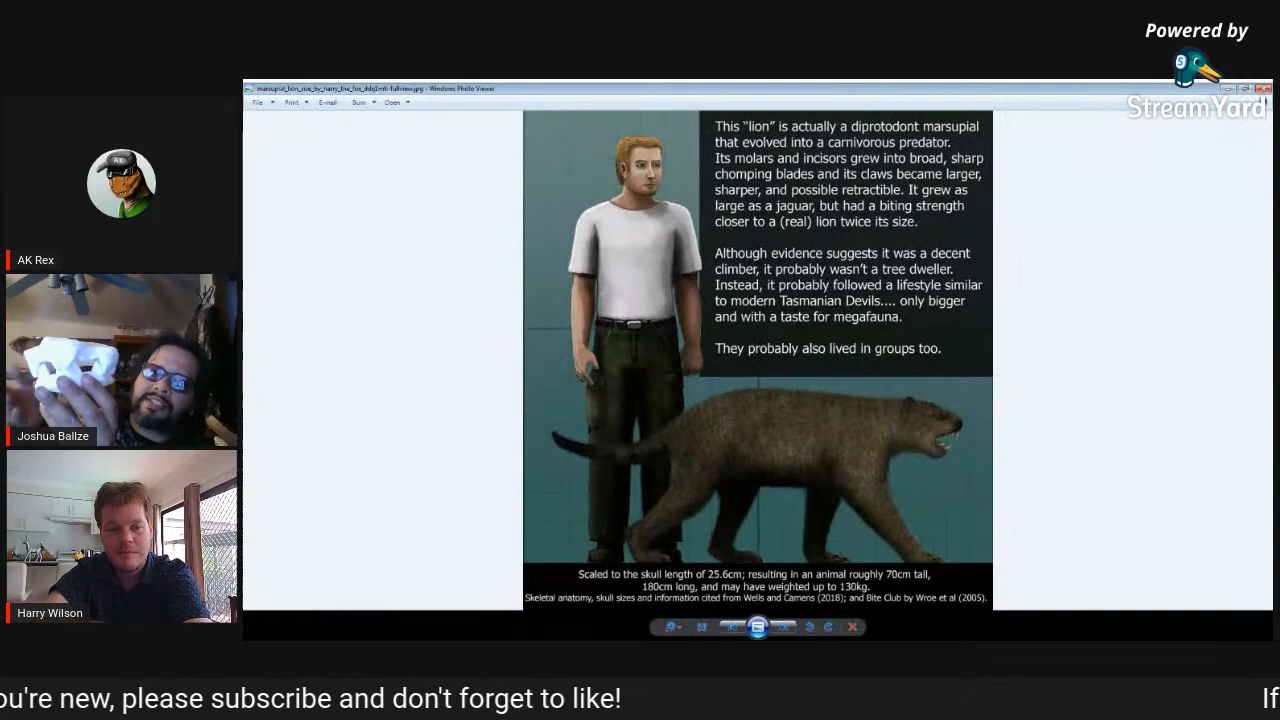 Powered by
StreamYard
marsupial_lion_size_by_harry_the_fox_ddq2mti-fullview.jpg - Windows Photo Viewer
File Print E-mail Burn Open
This "lion" is actually a diprotodont marsupial
that evolved into a carnivorous predator.
Its molars and incisors grew into broad, sharp
chomping blades and its claws became larger,
sharper, and possible retractible. It grew as
large as a jaguar, but had a biting strength
closer to a (real) lion twice its size.
Although evidence suggests it was a decent
climber, it probably wasn't a tree dweller.
Instead, it probably followed a lifestyle similar
to modern Tasmanian Devils.... only bigger
and with a taste for megafauna.
They probably also lived in groups too.
AK
AK Rex
Joshua Ballze
Harry Wilson
Scaled to the skull length of 25.6cm; resulting in an animal roughly 70cm tall,
180cm long, and may have weighted up to 130kg.
Skeletal anatomy, skull sizes and information cited from Wells and Camens (2018); and Bite Club by Wroe et al (2005).
ou're new, please subscribe and don't forget to like! If